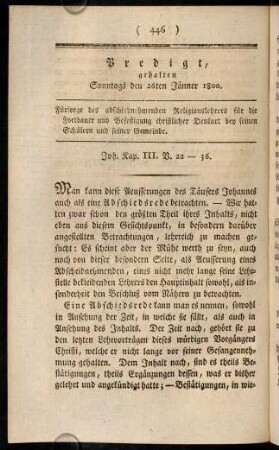 ( 446 )
Predigt,
gehalten
Sonntags den 26ten Jänner 1800.
Fürsorge des abschiednehmenden Religionslehrers für die
Fortdauer und Befestigung christlicher Denkart bey seinen
Schülern und seiner Gemeinde.
Joh. Kap. III. V. 22 — 36.
Man kann diese Aeusserungen des Täufers Johannes
auch als eine Abschiedsrede betrachten. — Wir hat-
ten zwar schon den größten Theil ihres Inhalts, nicht
eben aus diesem Gesichtspunkt, in besondern darüber
angestellten Betrachtungen, lehrreich zu machen ge-
sucht: Es scheint aber der Mühe werth zu seyn, auch
noch von dieser besondern Seite, als Aeusserung eines
Abscheidnehmenden, eines nicht mehr lange seine Lehr-
stelle bekleidenden Lehrers den Hauptinhalt sowohl, als in-
sonderheit den Beschluß vom Nähern zu betrachten.
Eine Abschiedsrede kann man es nennen, sowohl
in Ansehung der Zeit, in welche sie fällt, als auch in
Ansehung des Inhalts. Der Zeit nach, gehört sie zu
den letzten Lehrvorträgen dieses würdigen Vorgängers
Christi, welche er nicht lange vor seiner Gefangenneh-
mung gehalten. Dem Inhalt nach, sind es theils Be-
stätigungen, theils Ergänzungen dessen, was er bisher
gelehrt und angekündigt hatte; — Bestätigungen, in wie-